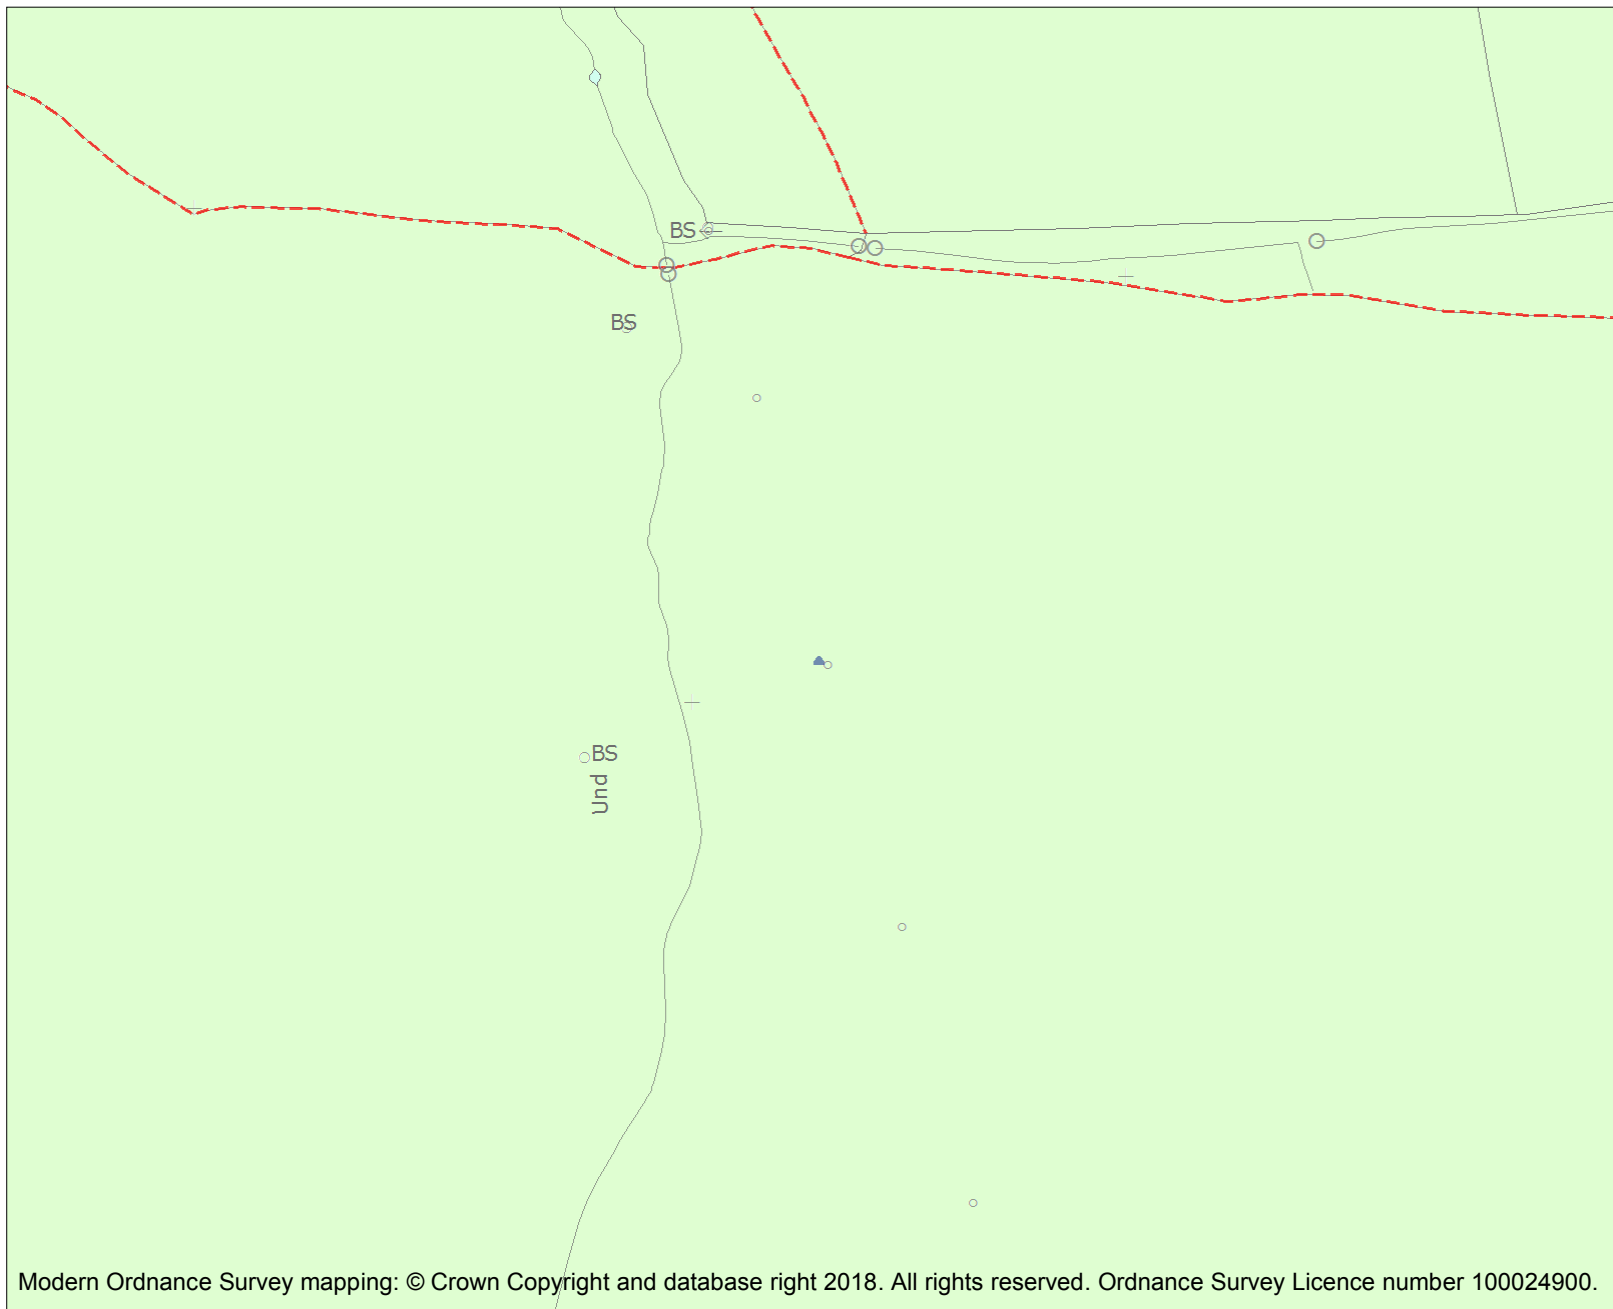 BS
BS
BS
Und
Modern Ordnance Survey mapping: © Crown Copyright and database right 2018. All rights reserved. Ordnance Survey Licence number 100024900.